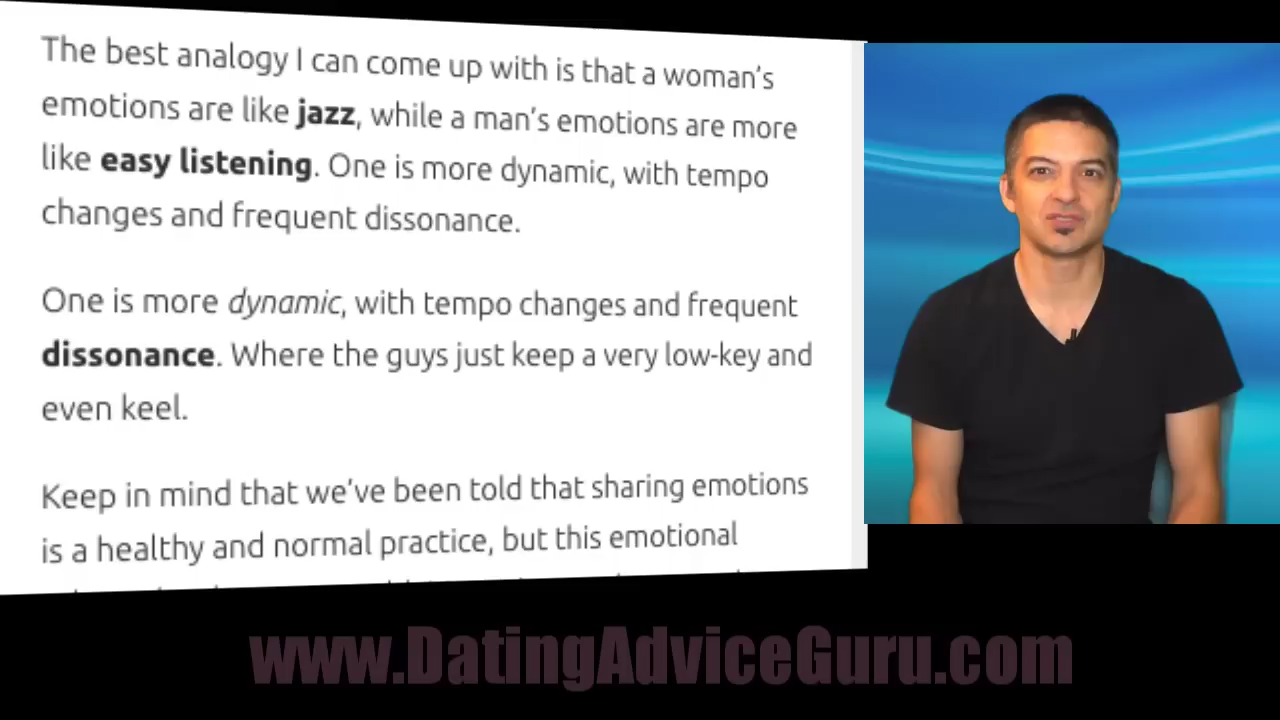 The best analogy I can come up with is that a woman's
emotions are like jazz, while a man's emotions are more
like easy listening. One is more dynamic, with tempo
changes and frequent dissonance.
One is more dynamic, with tempo changes and frequent
dissonance. Where the guys just keep a very low-key and
even keel.
Keep in mind that we've been told that sharing emotions
is a healthy and normal practice, but this emotional
www.DatingAdviceGuru.com